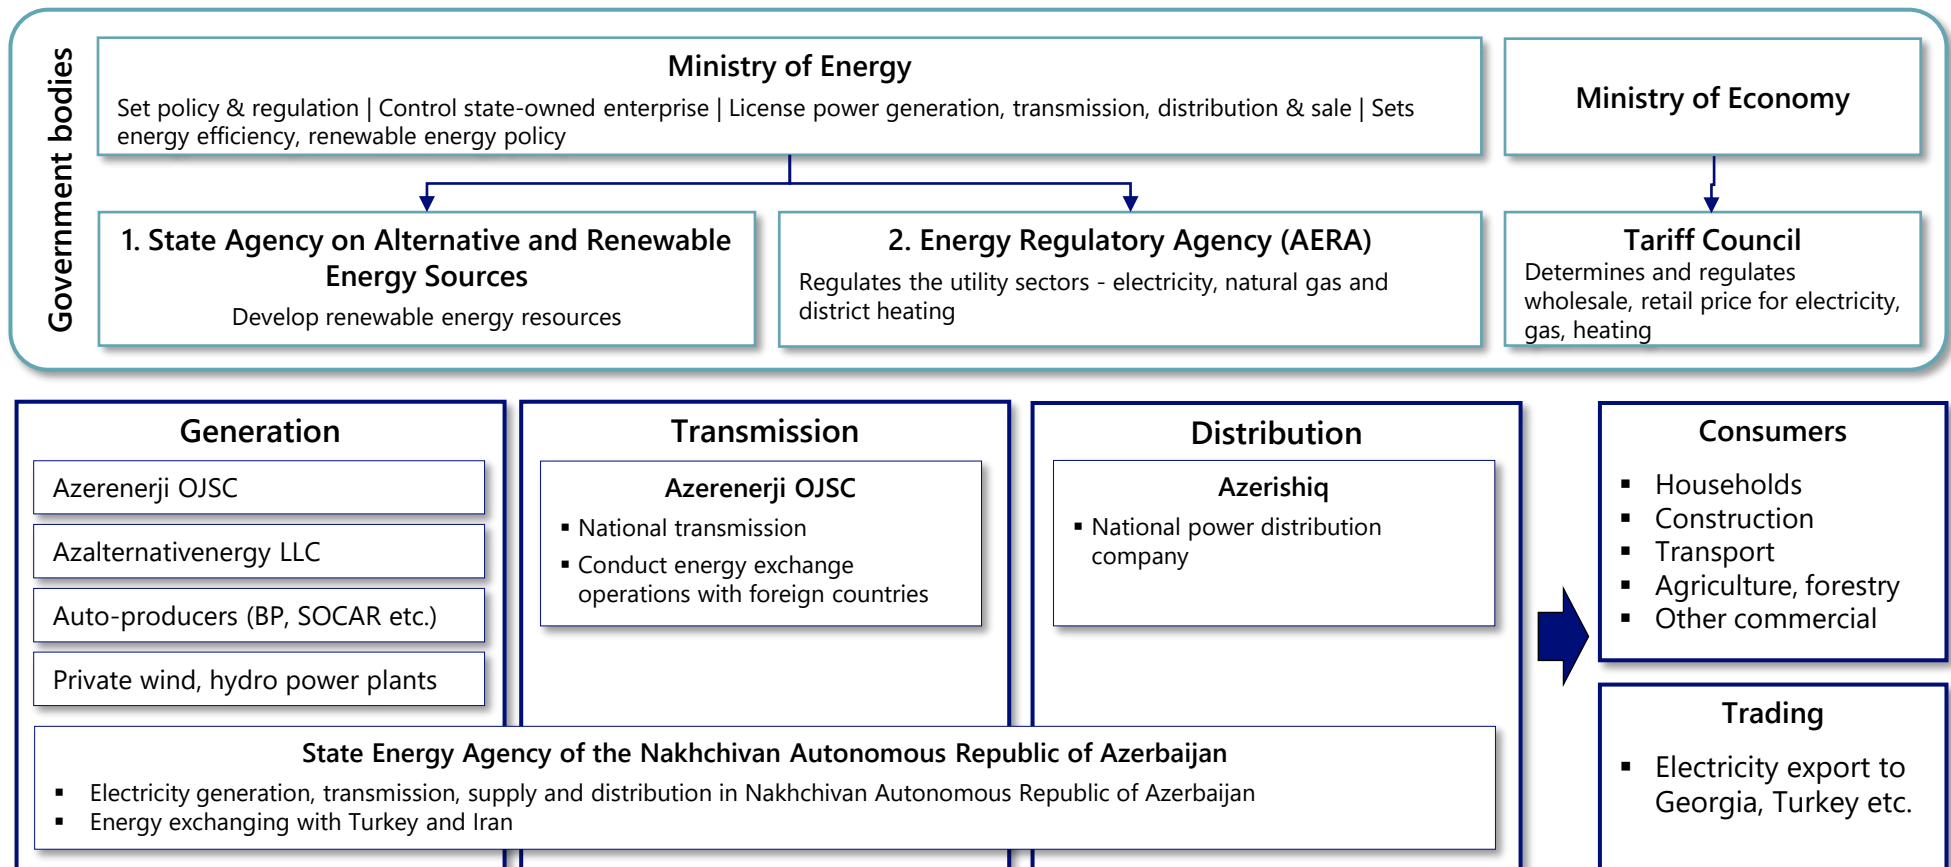 Government bodies
Ministry of Energy
Set policy & regulation | Control state-owned enterprise | License power generation, transmission, distribution & sale | Sets
energy efficiency, renewable energy policy
Ministry of Economy
1. State Agency on Alternative and Renewable
Energy Sources
Develop renewable energy resources
2. Energy Regulatory Agency (AERA)
Regulates the utility sectors - electricity, natural gas and
district heating
Tariff Council
Determines and regulates
wholesale, retail price for electricity,
gas, heating
Generation
Azerenerji OJSC
Azalternativenergy LLC
Auto-producers (BP, SOCAR etc.)
Private wind, hydro power plants
Transmission
Azerenerji OJSC
▪ National transmission
▪ Conduct energy exchange
operations with foreign countries
Distribution
Azerishiq
▪ National power distribution
company
State Energy Agency of the Nakhchivan Autonomous Republic of Azerbaijan
▪ Electricity generation, transmission, supply and distribution in Nakhchivan Autonomous Republic of Azerbaijan
▪ Energy exchanging with Turkey and Iran
Consumers
▪ Households
▪ Construction
▪ Transport
▪ Agriculture, forestry
▪ Other commercial
Trading
▪ Electricity export to
Georgia, Turkey etc.